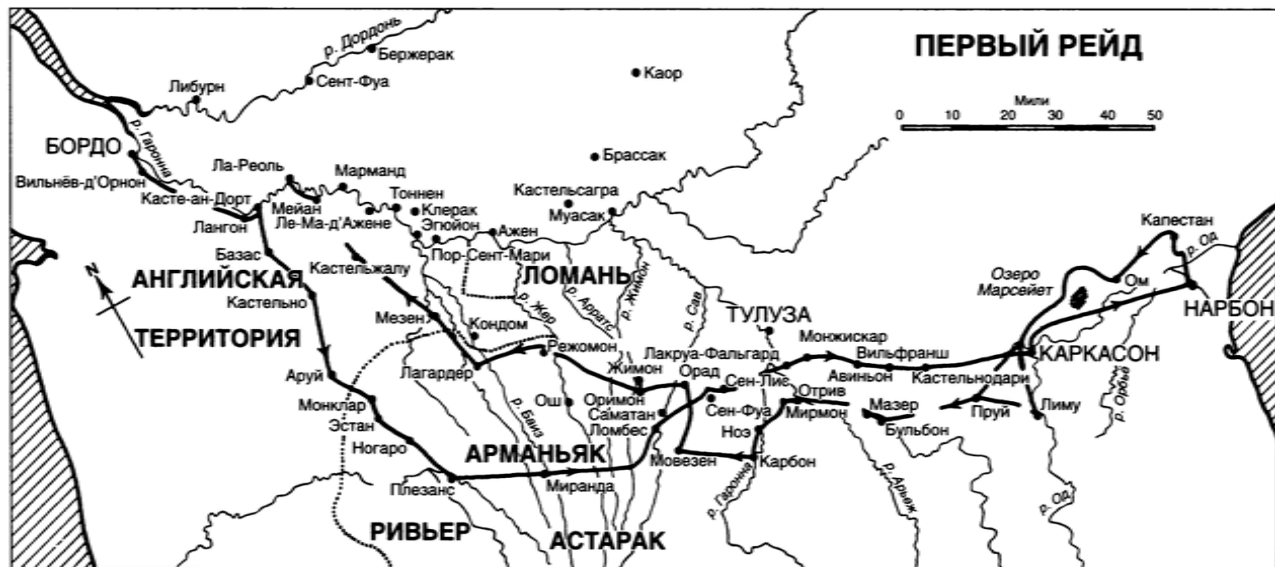 ПЕРВЫЙ РЕЙД
Мили
0 10 20 30 40 50
р. Дордонь
Бержерак
Сент-Фуа
Либурн
Каор
р. Гаронна
БОРДО
Вильнёв-д'Орнон
Брассак
Ла-Реоль
Марманд
Касте-ан-Дорт
Лангон
Мейан
Ле-Ма-д'Ажене
Тоннен
Клерак
Эгюйон
Пор-Сент-Мари
Ажен
Кастельсагра
Муасак
Капестан
р. Од
Базас
Кастельжалу
ЛОМАНЬ
р. Жимон
Озеро
Марсейет
Ом
НАРБОН
АНГЛИЙСКАЯ
ТЕРРИТОРИЯ
N
Кастельно
р. Жер
р. Арратс
р. Сав
ТУЛУЗА
Мезен
Кондом
Монжискар
Лакруа-Фальгард
Вильфранш
КАРКАСОН
Режомон
Лагардер
Жимон
Орад
Сен-Лис
Авиньон
Кастельнодари
Аруй
Оримон
Ош
Саматан
Сен-Фуа
Отрив
Мирмон
Мазер
Пруй
Лиму
р. Орбьё
Монклар
Эстан
р. Баиз
Ломбес
Ноэ
Бульбон
Ногаро
АРМАНЬЯК
Мовезен
Карбон
Плезанс
Миранда
р. Гаронна
р. Арьеж
р. Од
РИВЬЕР
АСТАРАК